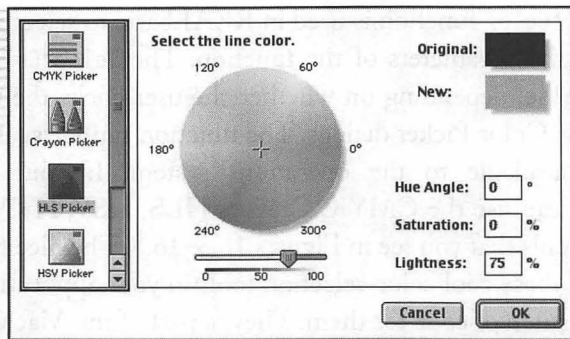 CMYK Picker
Crayon Picker
HLS Picker
HSV Picker
Select the line color.
120° 60°
180° 0°
240° 300°
0 50 100
Original:
New:
Hue Angle: 0 °
Saturation: 0 %
Lightness: 75 %
Cancel OK